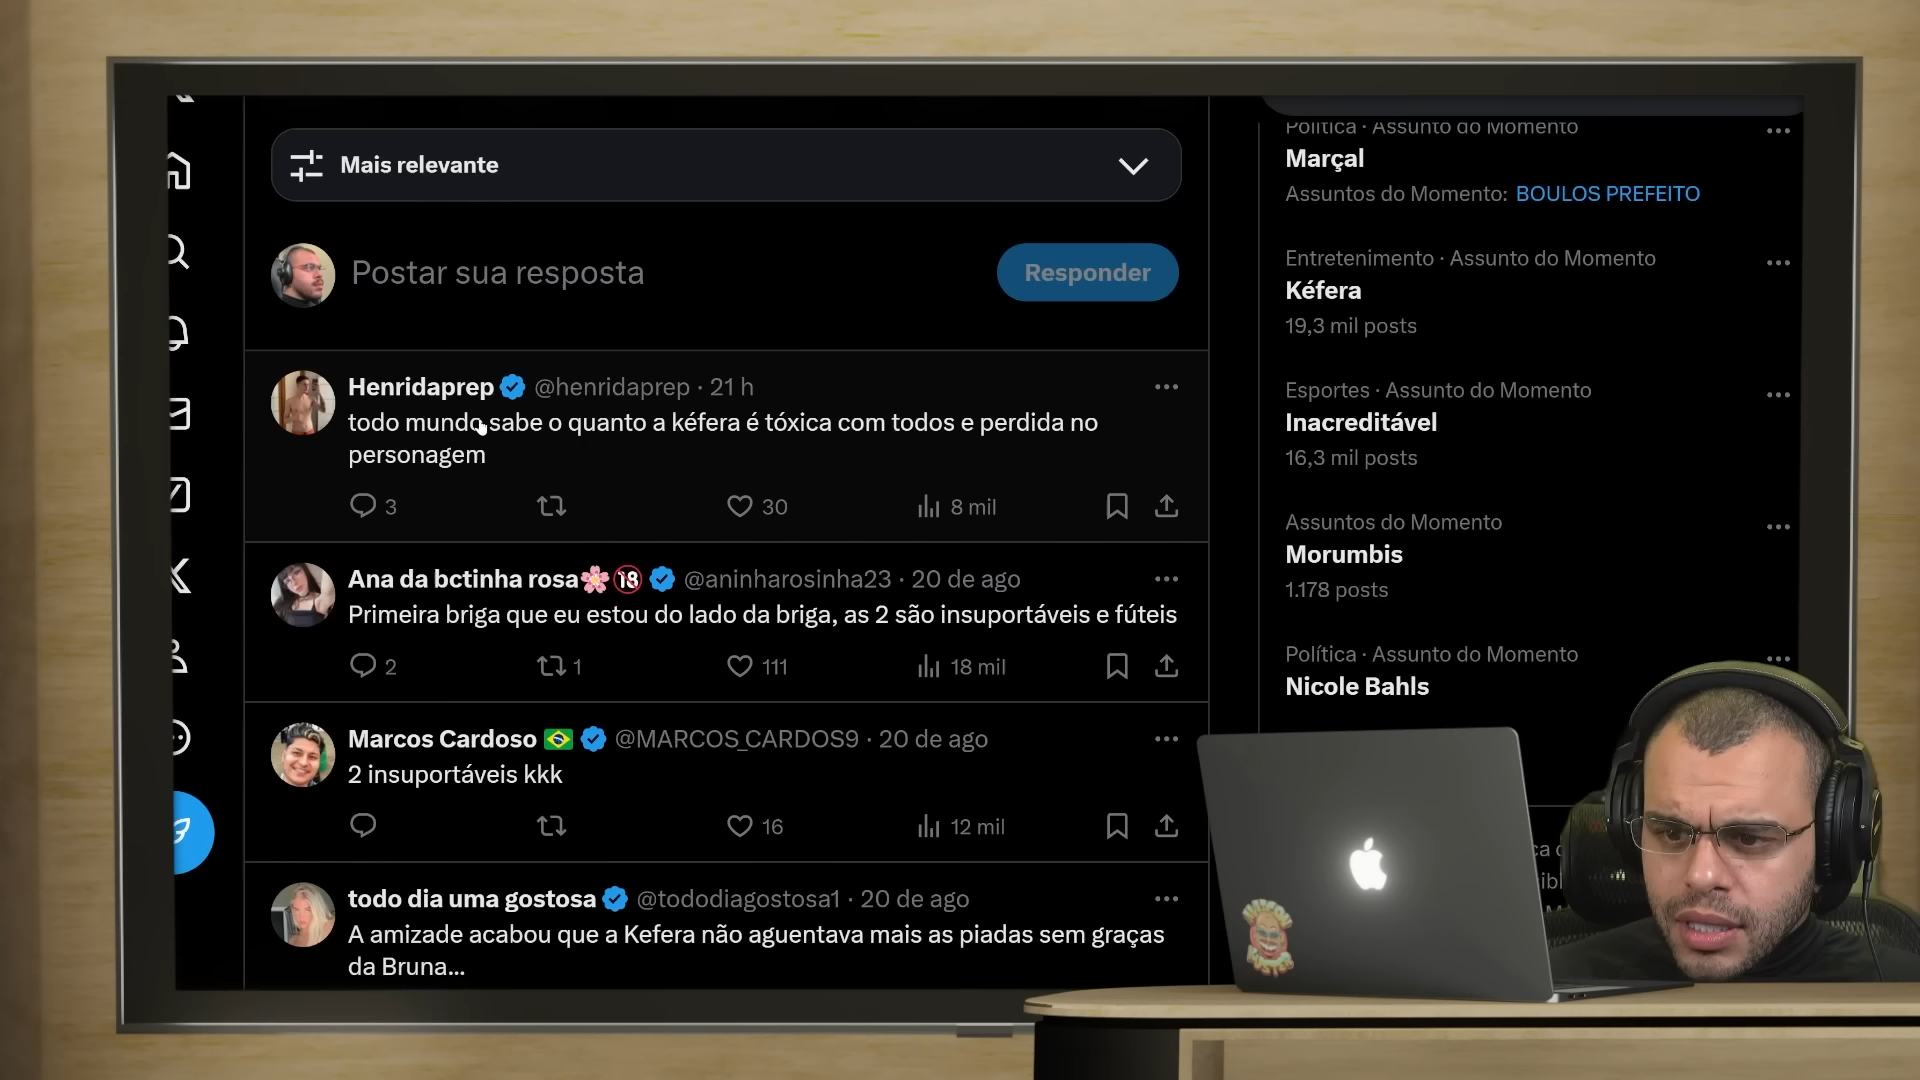 Mais relevante
Postar sua resposta
Responder
Henridaprep @henridaprep · 21 h
todo mundo sabe o quanto a kéfera é tóxica com todos e perdida no
personagem
3 30 8 mil
Ana da bctinha rosa🌸🔞 @aninharosinha23 · 20 de ago
Primeira briga que eu estou do lado da briga, as 2 são insuportáveis e fúteis
2 1 111 18 mil
Marcos Cardoso 🇧🇷 @MARCOS_CARDOS9 · 20 de ago
2 insuportáveis kkk
16 12 mil
todo dia uma gostosa @tododiagostosa1 · 20 de ago
A amizade acabou que a Kefera não aguentava mais as piadas sem graças
da Bruna...
Política · Assunto do Momento
Marçal
Assuntos do Momento: BOULOS PREFEITO
Entretenimento · Assunto do Momento
Kéfera
19,3 mil posts
Esportes · Assunto do Momento
Inacreditável
16,3 mil posts
Assuntos do Momento
Morumbis
1.178 posts
Política · Assunto do Momento
Nicole Bahls